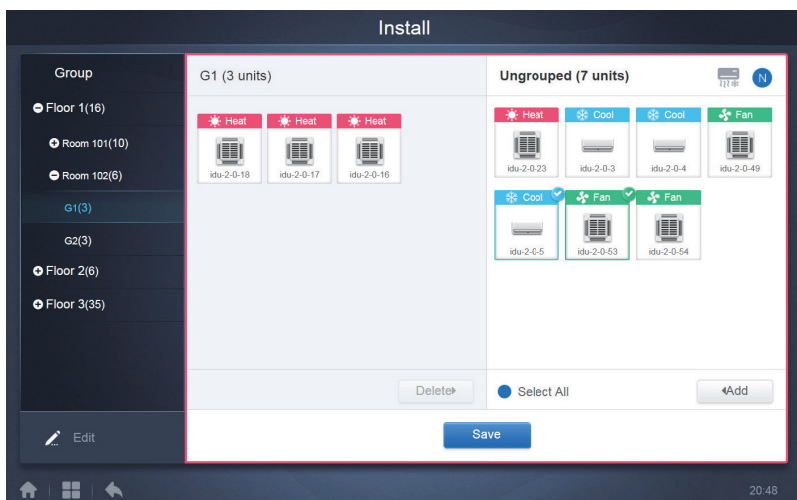 Install
Group
Floor 1(16)
Room 101(10)
Room 102(6)
G1(3)
G2(3)
Floor 2(6)
Floor 3(35)
Edit
G1 (3 units)
Heat
Heat
Heat
idu-2-0-18
idu-2-0-17
idu-2-0-16
Delete
Ungrouped (7 units)
N
Heat
Cool
Cool
Fan
idu-2-0-23
idu-2-0-3
idu-2-0-4
idu-2-0-49
Cool
Fan
Fan
idu-2-0-5
idu-2-0-53
idu-2-0-54
Select All
Add
Save
20:48